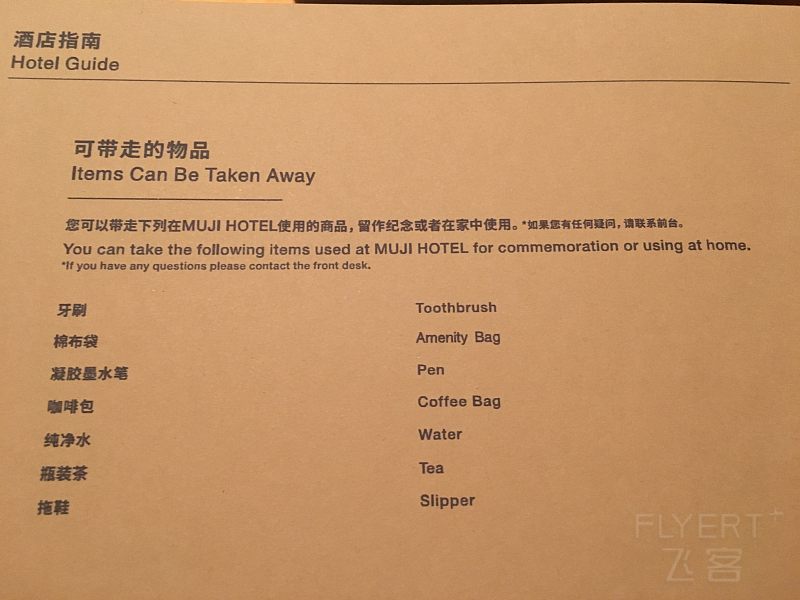 酒店指南
Hotel Guide
可带走的物品
Items Can Be Taken Away
您可以带走下列在MUJI HOTEL使用的商品，留作纪念或者在家中使用。*如果您有任何疑问，请联系前台。
You can take the following items used at MUJI HOTEL for commemoration or using at home.
*If you have any questions please contact the front desk.
牙刷 Toothbrush
棉布袋 Amenity Bag
凝胶墨水笔 Pen
咖啡包 Coffee Bag
纯净水 Water
瓶装茶 Tea
拖鞋 Slipper
FLYERT
飞客